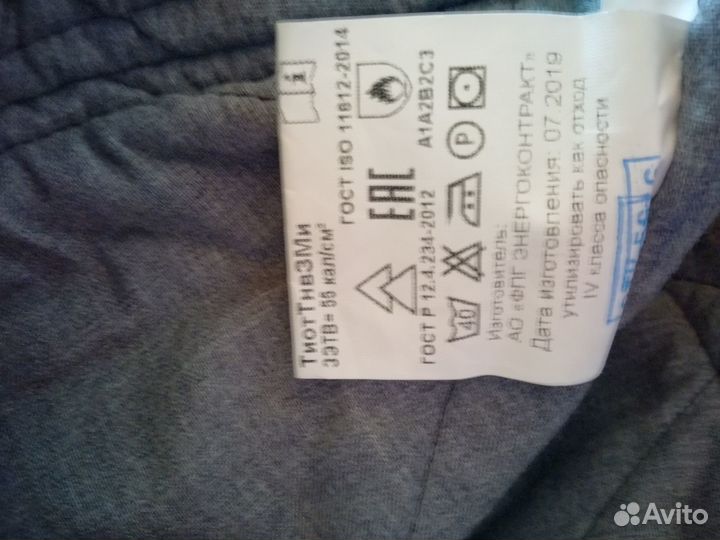 ТиотТнвЗМи
ЭЭТВ= 55 кал/см²
ГОСТ ISO 11612-2014
EAC
ГОСТ Р 12.4.234-2012
A1A2B2C3
40
P
Изготовитель:
АО «ФПГ ЭНЕРГОКОНТРАКТ»
Дата изготовления: 07.2019
утилизировать как отход
IV класса опасности
Avito